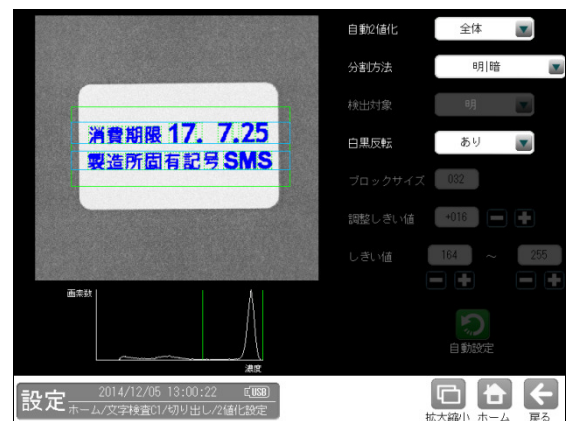 自動2値化 全体
分割方法 明|暗
検出対象 明
白黒反転 あり
ブロックサイズ 032
調整しきい値 +016
しきい値 164 ～ 255
自動設定
消費期限 17. 7.25
製造所固有記号 SMS
画素数
濃度
設定
2014/12/05 13:00:22 USB
ホーム/文字検査C1/切り出し/2値化設定
拡大縮小 ホーム 戻る